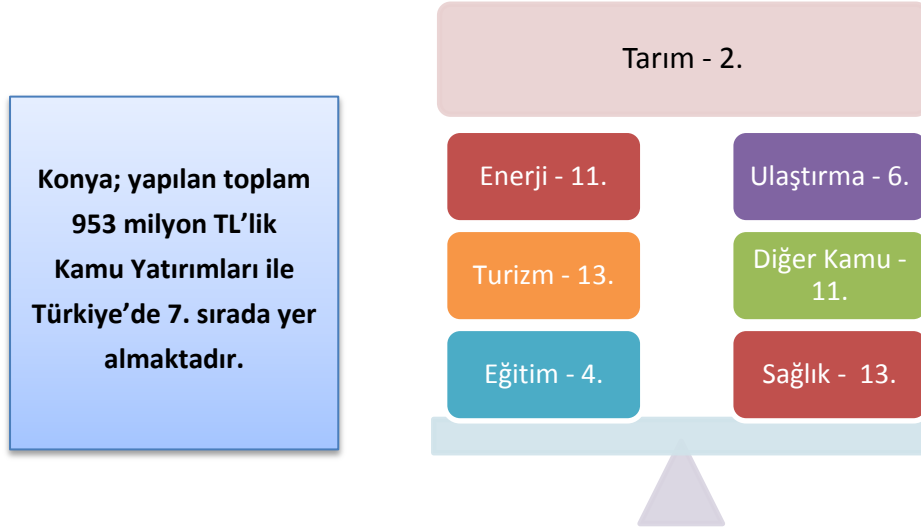 Konya; yapılan toplam
953 milyon TL’lik
Kamu Yatırımları ile
Türkiye’de 7. sırada yer
almaktadır.
Tarım - 2.
Enerji - 11.
Ulaştırma - 6.
Turizm - 13.
Diğer Kamu -
11.
Eğitim - 4.
Sağlık - 13.